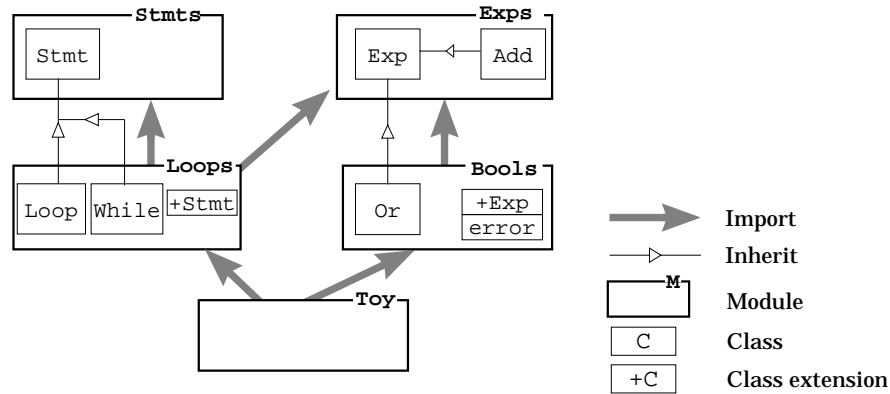 Stmts
Exps
Stmt
Exp
Add
Loops
Bools
Loop
While
+Stmt
Or
+Exp
error
Toy
Import
Inherit
M
Module
C
Class
+C
Class extension